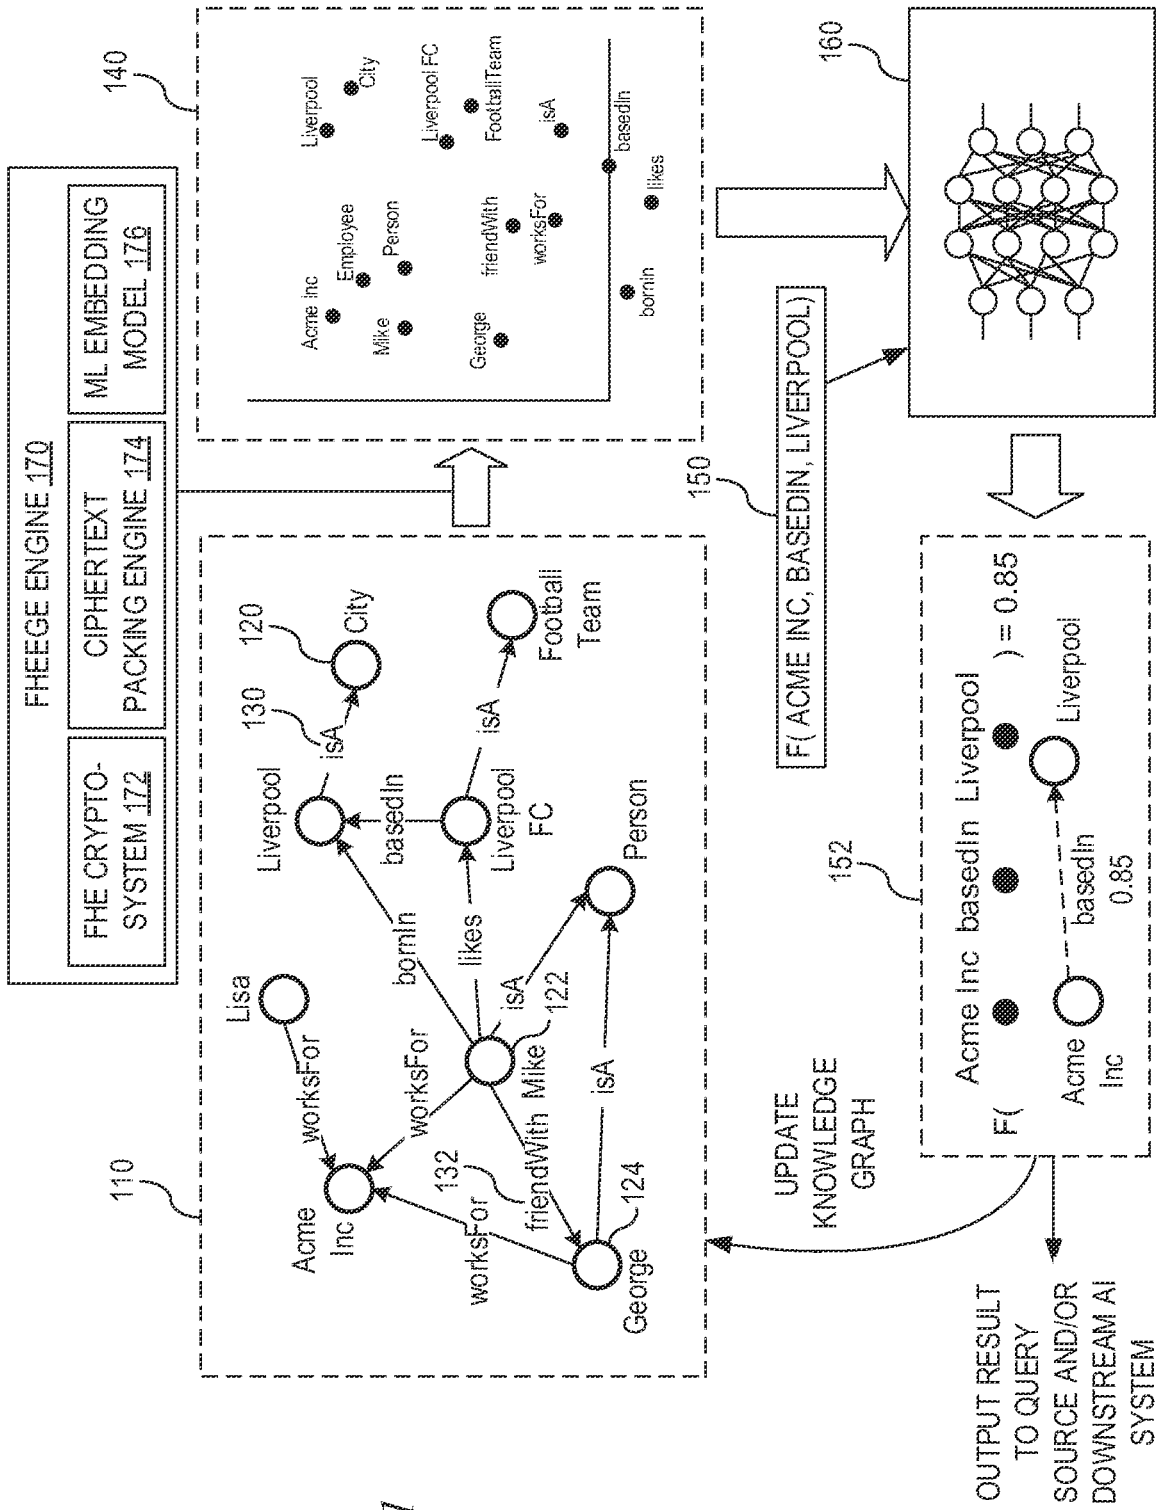 FHEEGE ENGINE 170
FHE CRYPTO-
SYSTEM 172
CIPHERTEXT
PACKING ENGINE 174
ML EMBEDDING
MODEL 176
110
Lisa
worksFor
Acme
Inc
worksFor
bornIn
Liverpool
isA
130
120
City
basedIn
likes
Liverpool
FC
isA
Football
Team
Mike
122
isA
Person
132
friendWith
worksFor
George
124
isA
140
Acme Inc
Employee
Mike
Person
Liverpool
City
Liverpool FC
FootballTeam
George
friendWith
worksFor
isA
basedIn
bornIn
likes
150
F( ACME INC, BASEDIN, LIVERPOOL)
160
UPDATE
KNOWLEDGE
GRAPH
152
Acme Inc basedIn Liverpool
F( ) = 0.85
Acme
Inc
basedIn
0.85
Liverpool
OUTPUT RESULT
TO QUERY
SOURCE AND/OR
DOWNSTREAM AI
SYSTEM